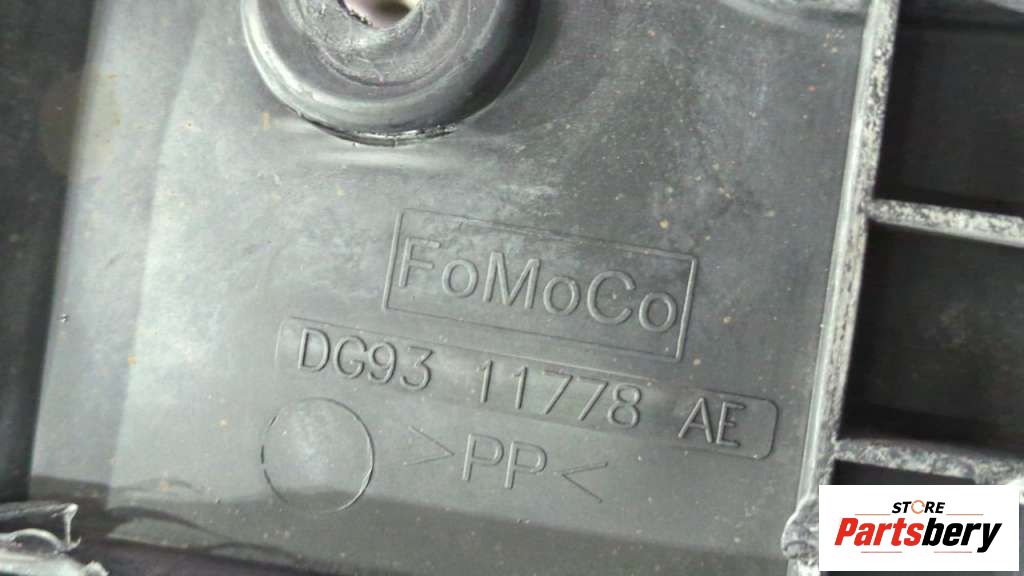 FoMoCo
DG93 11778 AE
>PP<
STORE
Partsbery